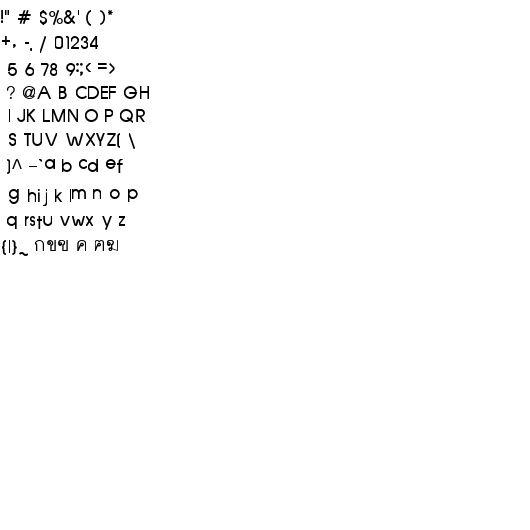 !" # $%&' ( )*
+, -. / 01234
5 6 78 9:;< =>
? @A B CDEF GH
I JK LMN O P QR
S TUV WXYZ[ \
]^ _`a b cd ef
g hi j k lm n o p
q rstu vwx y z
{|}~ กขฃ ค ฅฆ